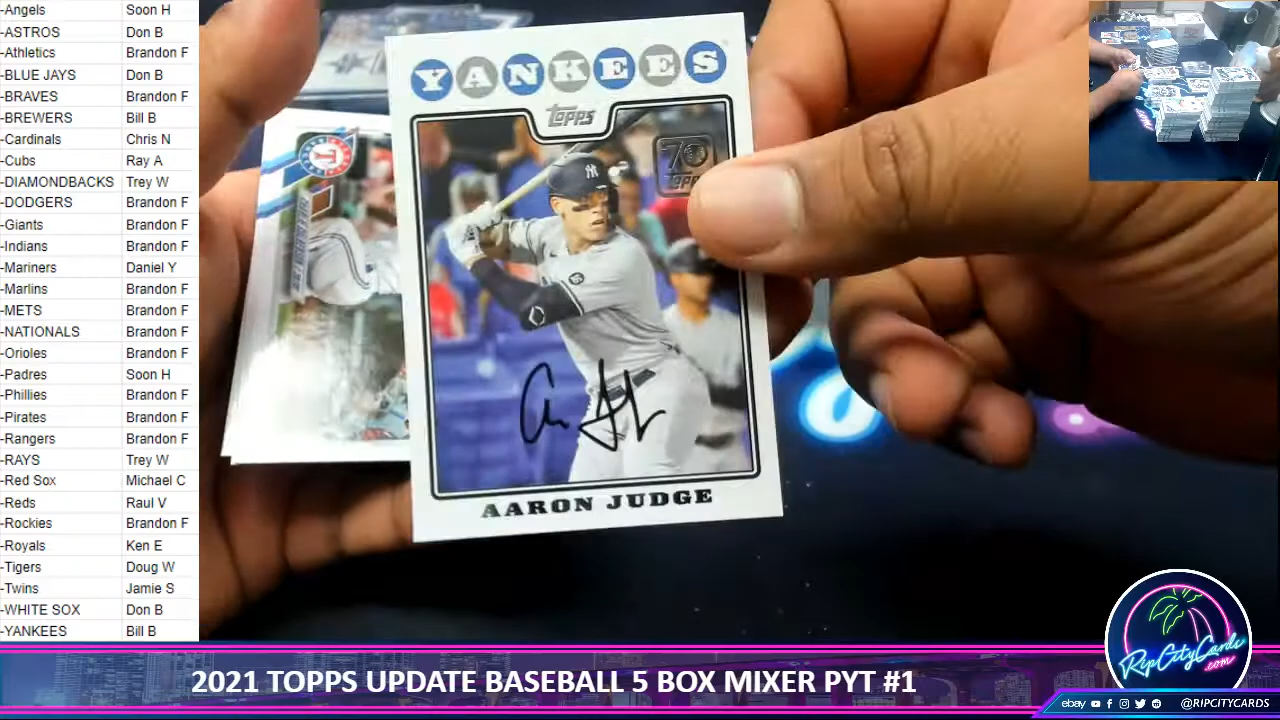 -Angels Soon H
-ASTROS Don B
-Athletics Brandon F
-BLUE JAYS Don B
-BRAVES Brandon F
-BREWERS Bill B
-Cardinals Chris N
-Cubs Ray A
-DIAMONDBACKS Trey W
-DODGERS Brandon F
-Giants Brandon F
-Indians Brandon F
-Mariners Daniel Y
-Marlins Brandon F
-METS Brandon F
-NATIONALS Brandon F
-Orioles Brandon F
-Padres Soon H
-Phillies Brandon F
-Pirates Brandon F
-Rangers Brandon F
-RAYS Trey W
-Red Sox Michael C
-Reds Raul V
-Rockies Brandon F
-Royals Ken E
-Tigers Doug W
-Twins Jamie S
-WHITE SOX Don B
-YANKEES Bill B
YANKEES
Topps
70
Topps
NY
AARON JUDGE
2021 TOPPS UPDATE BASEBALL 5 BOX MIXER PYT #1
RipCityCards
.com
ebay @RIPCITYCARDS